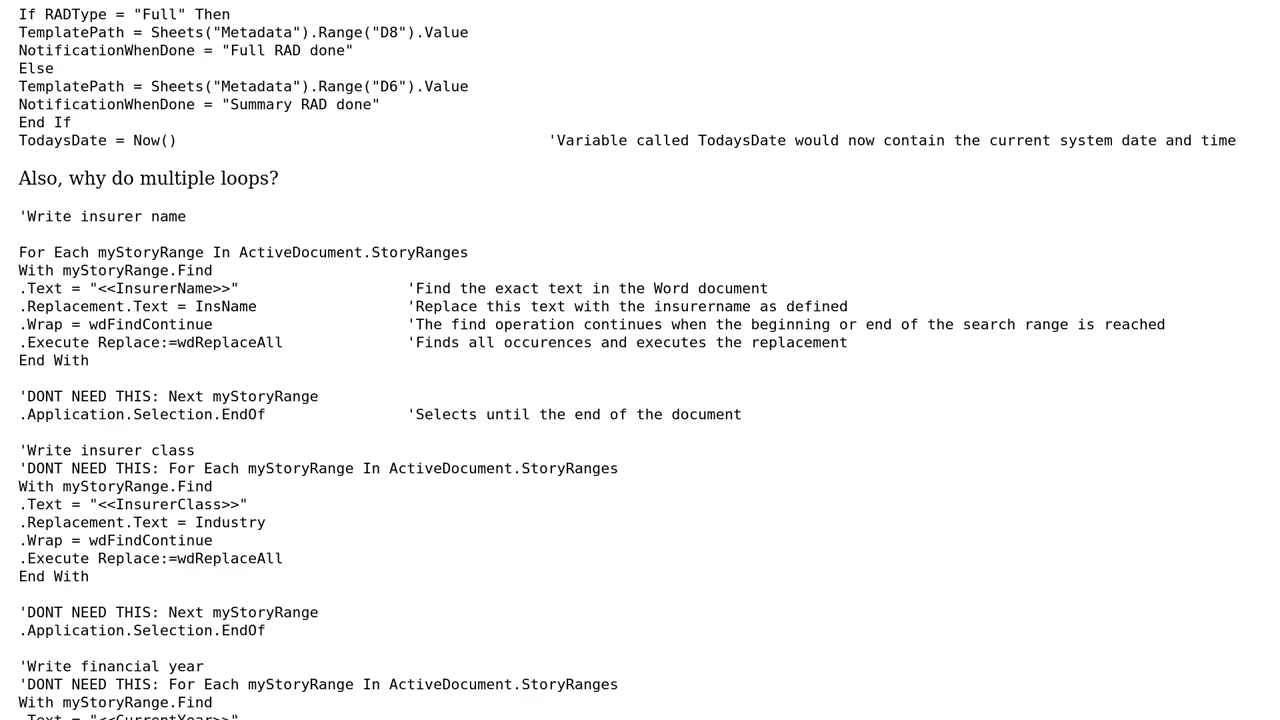 If RADType = "Full" Then
TemplatePath = Sheets("Metadata").Range("D8").Value
NotificationWhenDone = "Full RAD done"
Else
TemplatePath = Sheets("Metadata").Range("D6").Value
NotificationWhenDone = "Summary RAD done"
End If
TodaysDate = Now() 'Variable called TodaysDate would now contain the current system date and time
Also, why do multiple loops?
'Write insurer name
For Each myStoryRange In ActiveDocument.StoryRanges
With myStoryRange.Find
.Text = "<<InsurerName>>" 'Find the exact text in the Word document
.Replacement.Text = InsName 'Replace this text with the insurername as defined
.Wrap = wdFindContinue 'The find operation continues when the beginning or end of the search range is reached
.Execute Replace:=wdReplaceAll 'Finds all occurences and executes the replacement
End With
'DONT NEED THIS: Next myStoryRange
.Application.Selection.EndOf 'Selects until the end of the document
'Write insurer class
'DONT NEED THIS: For Each myStoryRange In ActiveDocument.StoryRanges
With myStoryRange.Find
.Text = "<<InsurerClass>>"
.Replacement.Text = Industry
.Wrap = wdFindContinue
.Execute Replace:=wdReplaceAll
End With
'DONT NEED THIS: Next myStoryRange
.Application.Selection.EndOf
'Write financial year
'DONT NEED THIS: For Each myStoryRange In ActiveDocument.StoryRanges
With myStoryRange.Find
.Text = "<<CurrentYear>>"